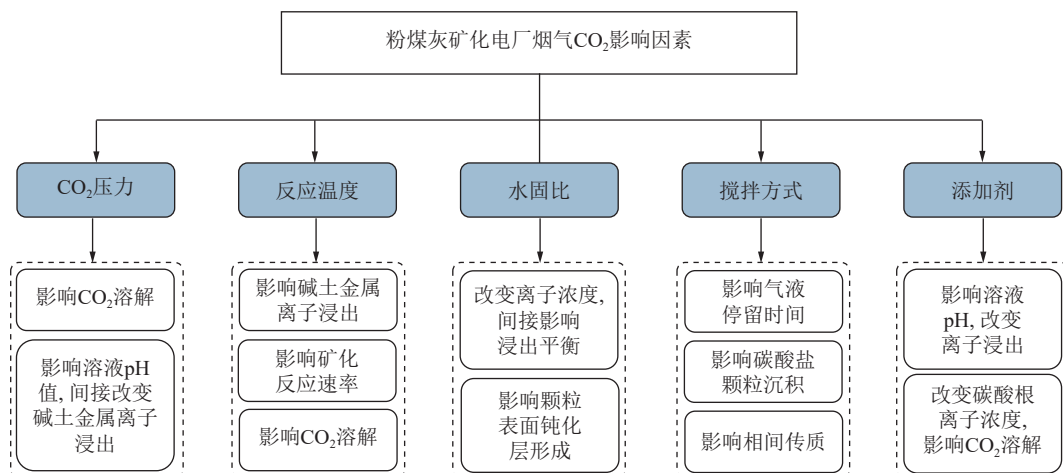 粉煤灰矿化电厂烟气CO₂影响因素
CO₂压力
反应温度
水固比
搅拌方式
添加剂
影响CO₂溶解
影响溶液pH
值, 间接改变
碱土金属离子
浸出
影响碱土金属
离子浸出
影响矿化
反应速率
影响CO₂溶解
改变离子浓度,
间接影响
浸出平衡
影响颗粒
表面钝化
层形成
影响气液
停留时间
影响碳酸盐
颗粒沉积
影响相间传质
影响溶液
pH, 改变
离子浸出
改变碳酸根
离子浓度,
影响CO₂溶解